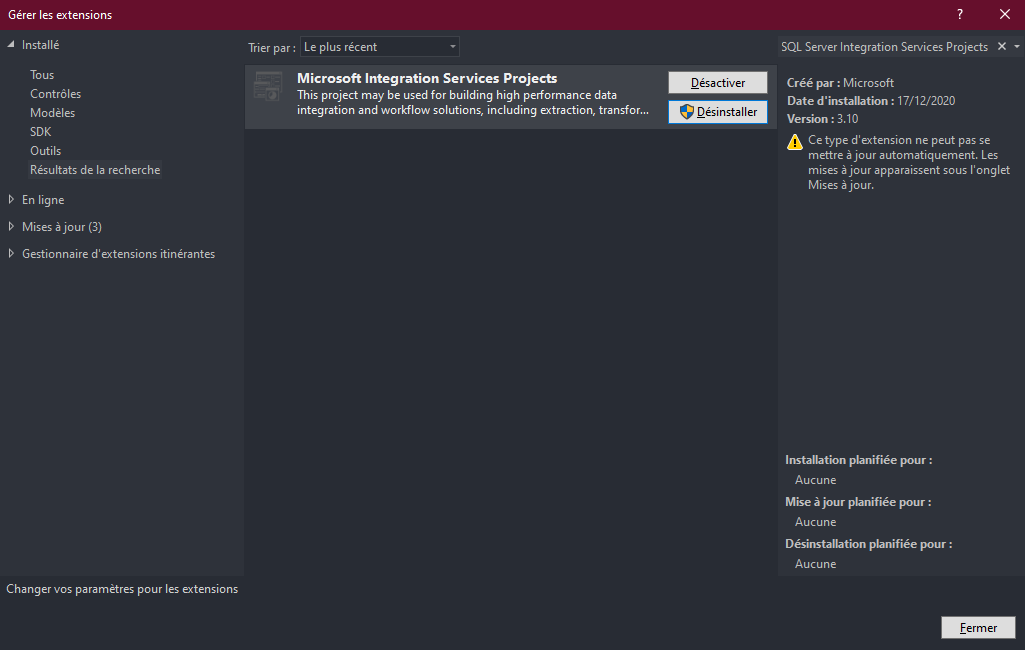 Gérer les extensions
?
Installé
Tous
Contrôles
Modèles
SDK
Outils
Résultats de la recherche
En ligne
Mises à jour (3)
Gestionnaire d'extensions itinérantes
Trier par :
Le plus récent
Microsoft Integration Services Projects
This project may be used for building high performance data
integration and workflow solutions, including extraction, transfor...
Désactiver
Désinstaller
SQL Server Integration Services Projects
Créé par : Microsoft
Date d'installation : 17/12/2020
Version : 3.10
Ce type d'extension ne peut pas se
mettre à jour automatiquement. Les
mises à jour apparaissent sous l'onglet
Mises à jour.
Installation planifiée pour :
Aucune
Mise à jour planifiée pour :
Aucune
Désinstallation planifiée pour :
Aucune
Changer vos paramètres pour les extensions
Fermer